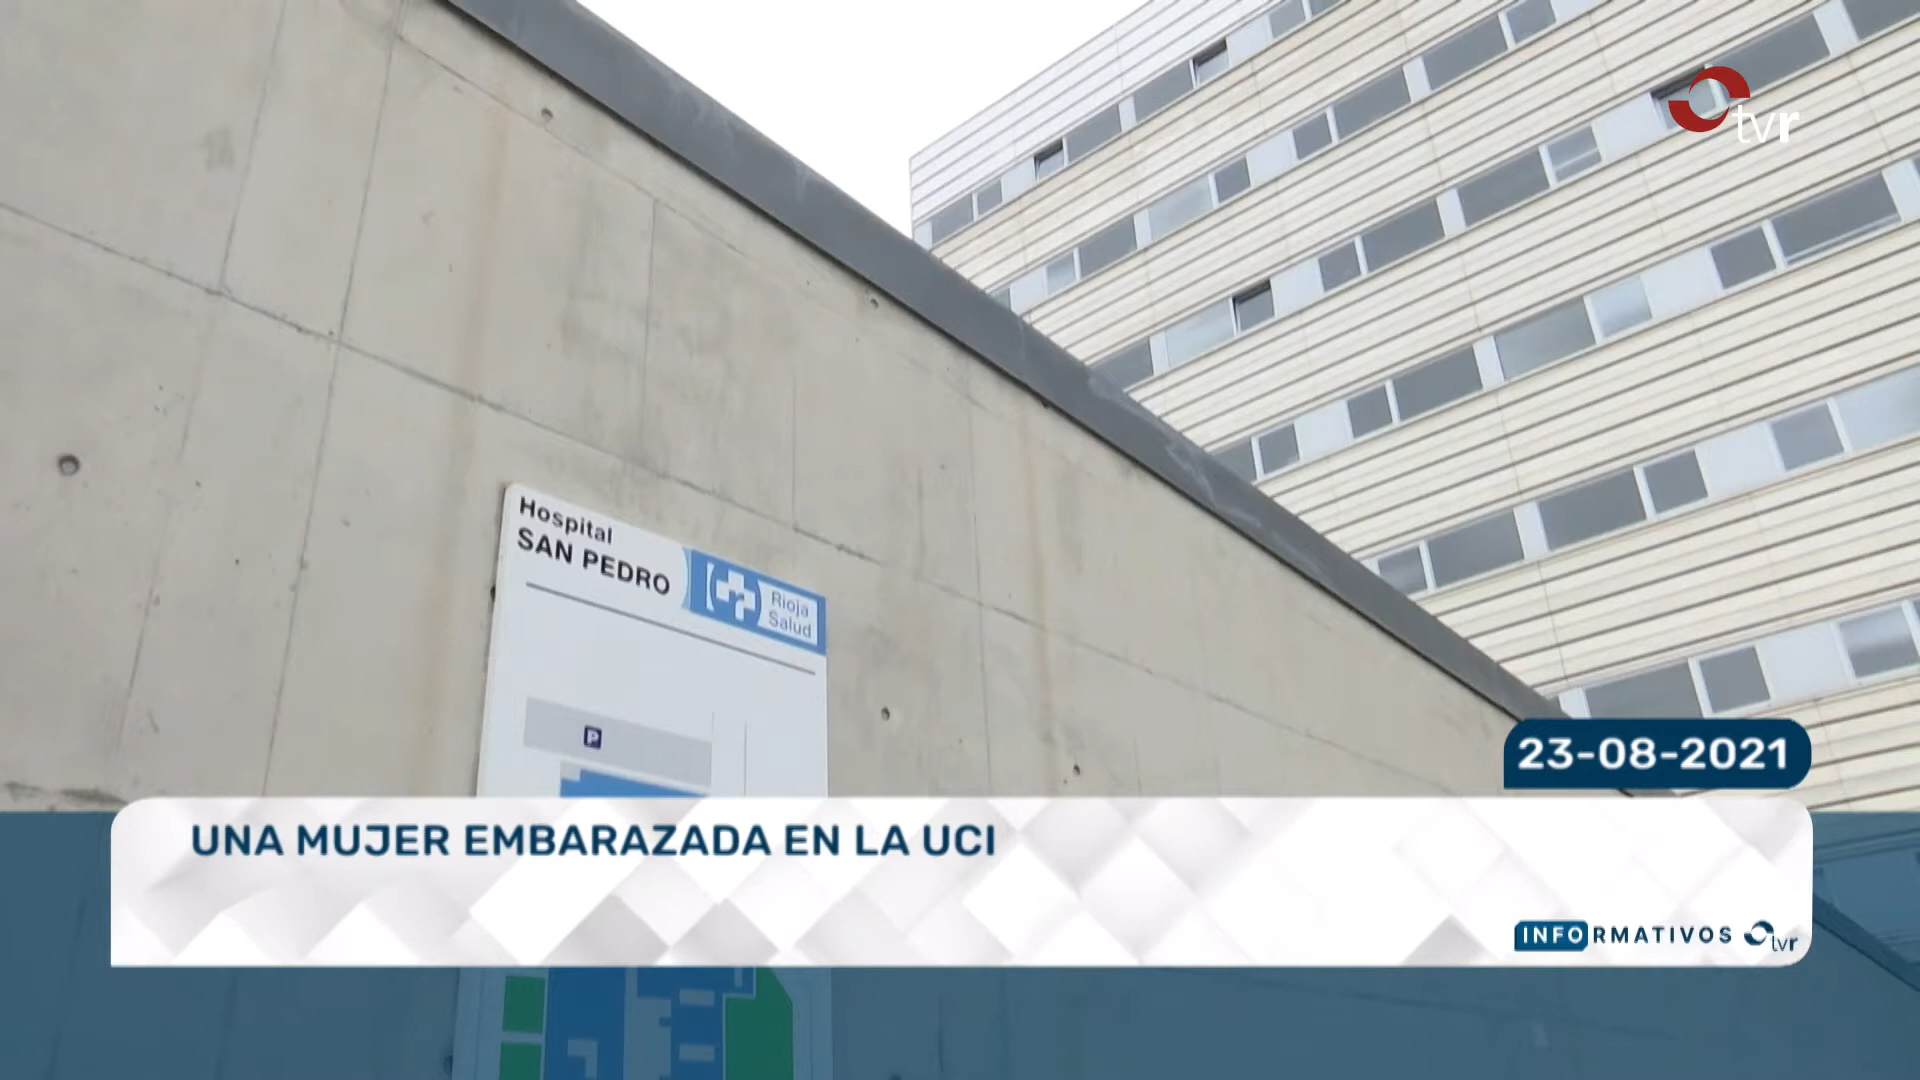 tvr
Hospital
SAN PEDRO
Rioja
Salud
P
23-08-2021
UNA MUJER EMBARAZADA EN LA UCI
INFORMATIVOS tvr